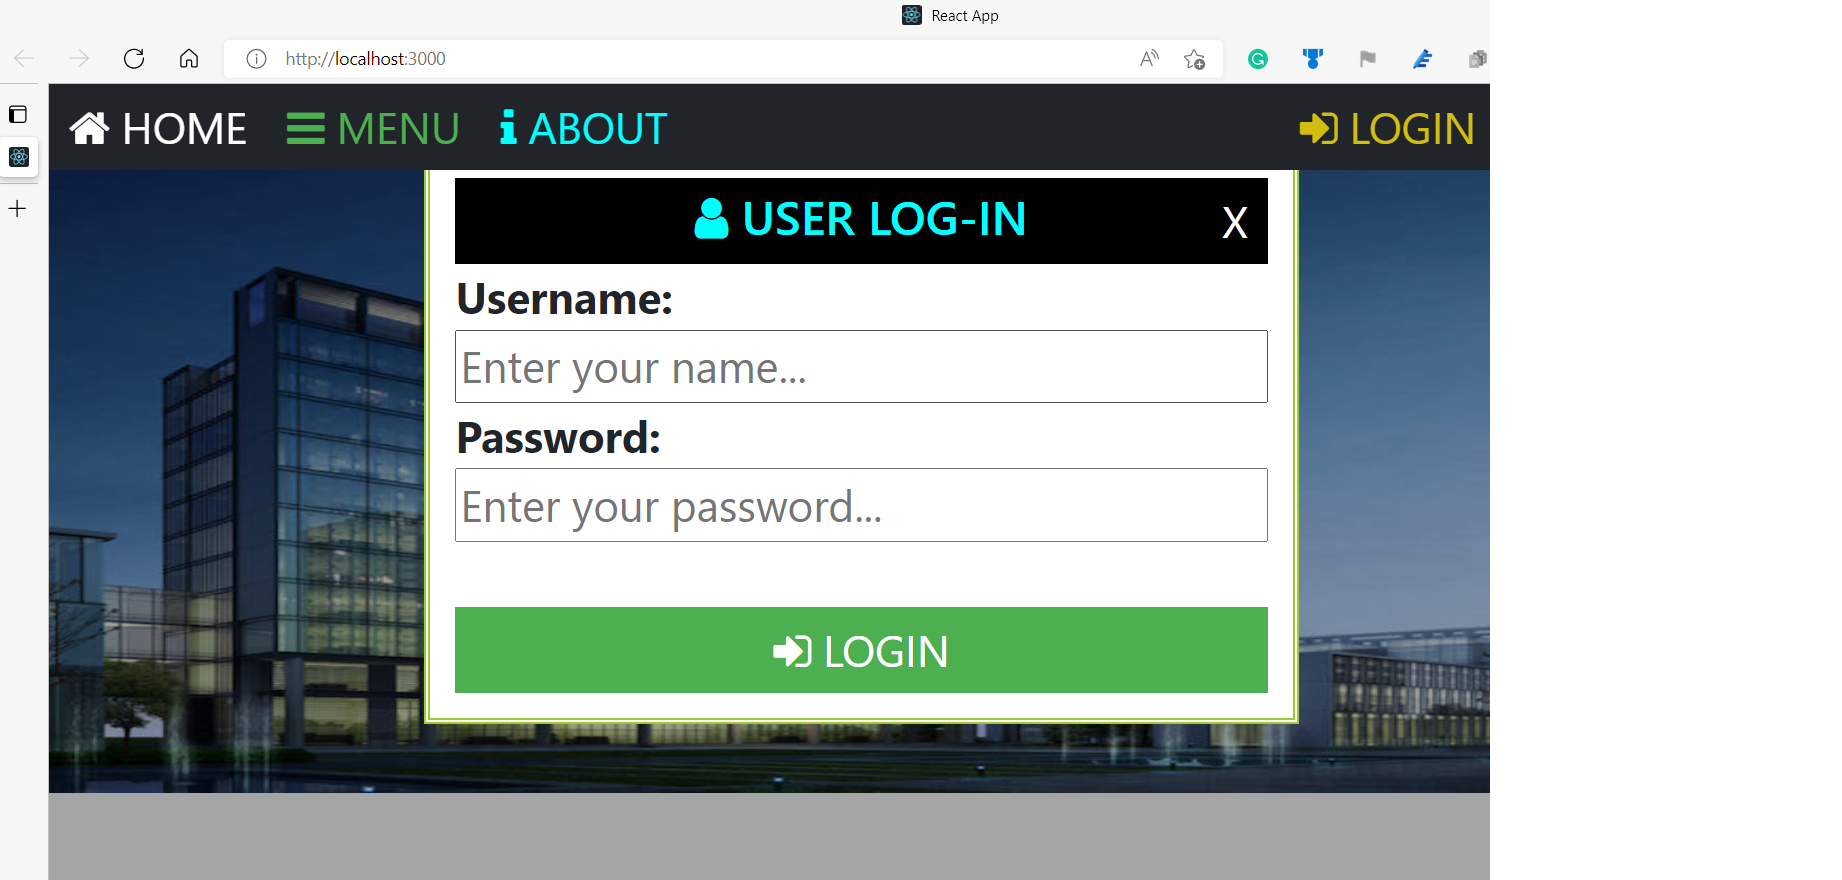 React App
http://localhost:3000
HOME MENU ABOUT LOGIN
USER LOG-IN X
Username:
Enter your name...
Password:
Enter your password...
LOGIN